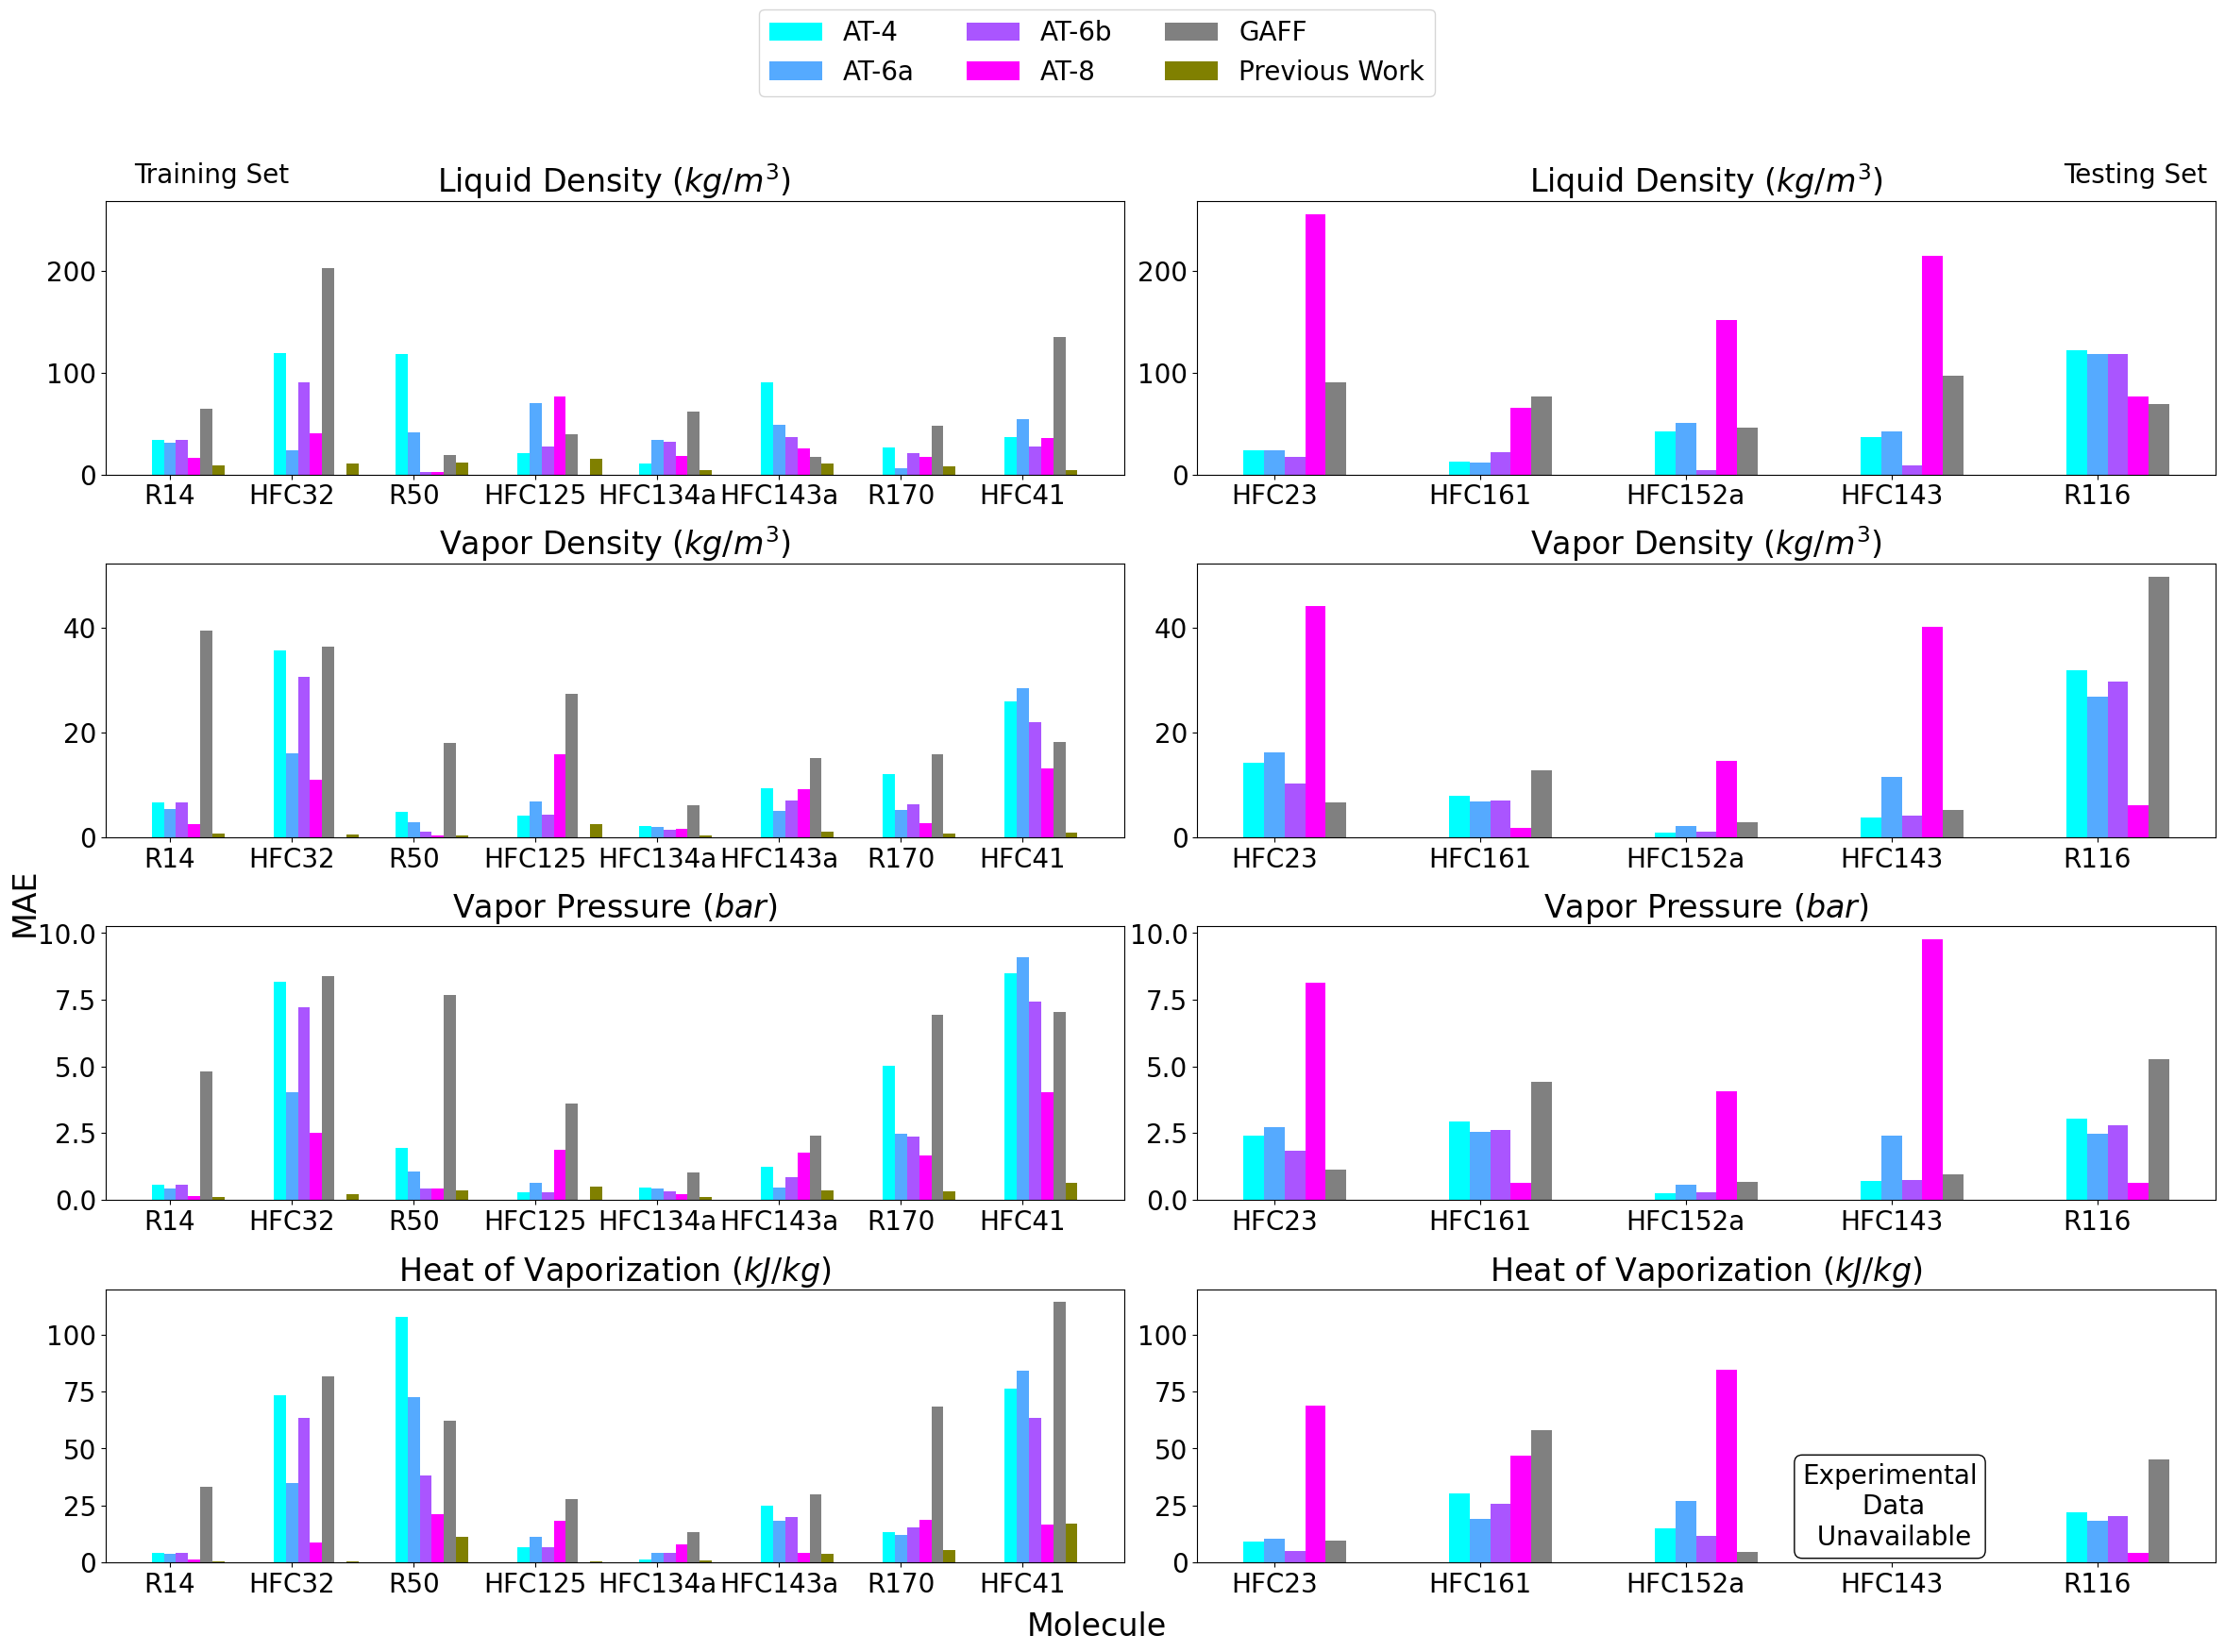 AT-4 AT-6b GAFF
AT-6a AT-8 Previous Work
Training Set Liquid Density (kg/m³) Liquid Density (kg/m³) Testing Set
200 200
100 100
0 0
R14 HFC32 R50 HFC125 HFC134a HFC143a R170 HFC41 HFC23 HFC161 HFC152a HFC143 R116
Vapor Density (kg/m³) Vapor Density (kg/m³)
40 40
20 20
0 0
R14 HFC32 R50 HFC125 HFC134a HFC143a R170 HFC41 HFC23 HFC161 HFC152a HFC143 R116
MAE
Vapor Pressure (bar) Vapor Pressure (bar)
10.0 10.0
7.5 7.5
5.0 5.0
2.5 2.5
0.0 0.0
R14 HFC32 R50 HFC125 HFC134a HFC143a R170 HFC41 HFC23 HFC161 HFC152a HFC143 R116
Heat of Vaporization (kJ/kg) Heat of Vaporization (kJ/kg)
100 100
75 75
50 50
25 25
0 0
Experimental
Data
Unavailable
R14 HFC32 R50 HFC125 HFC134a HFC143a R170 HFC41 HFC23 HFC161 HFC152a HFC143 R116
Molecule